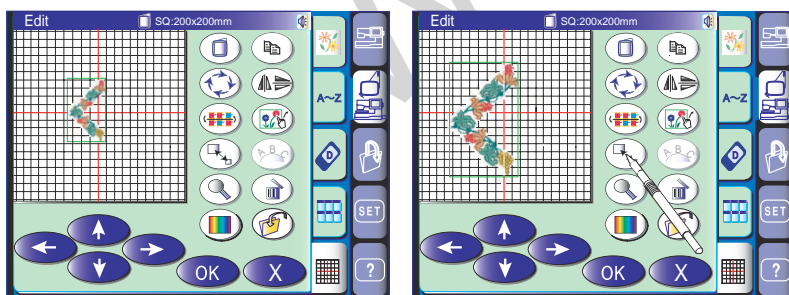 Edit SQ:200x200mm
A~Z
A B C
D
SET
OK X ?
Edit SQ:200x200mm
A~Z
A B C
D
SET
OK X ?